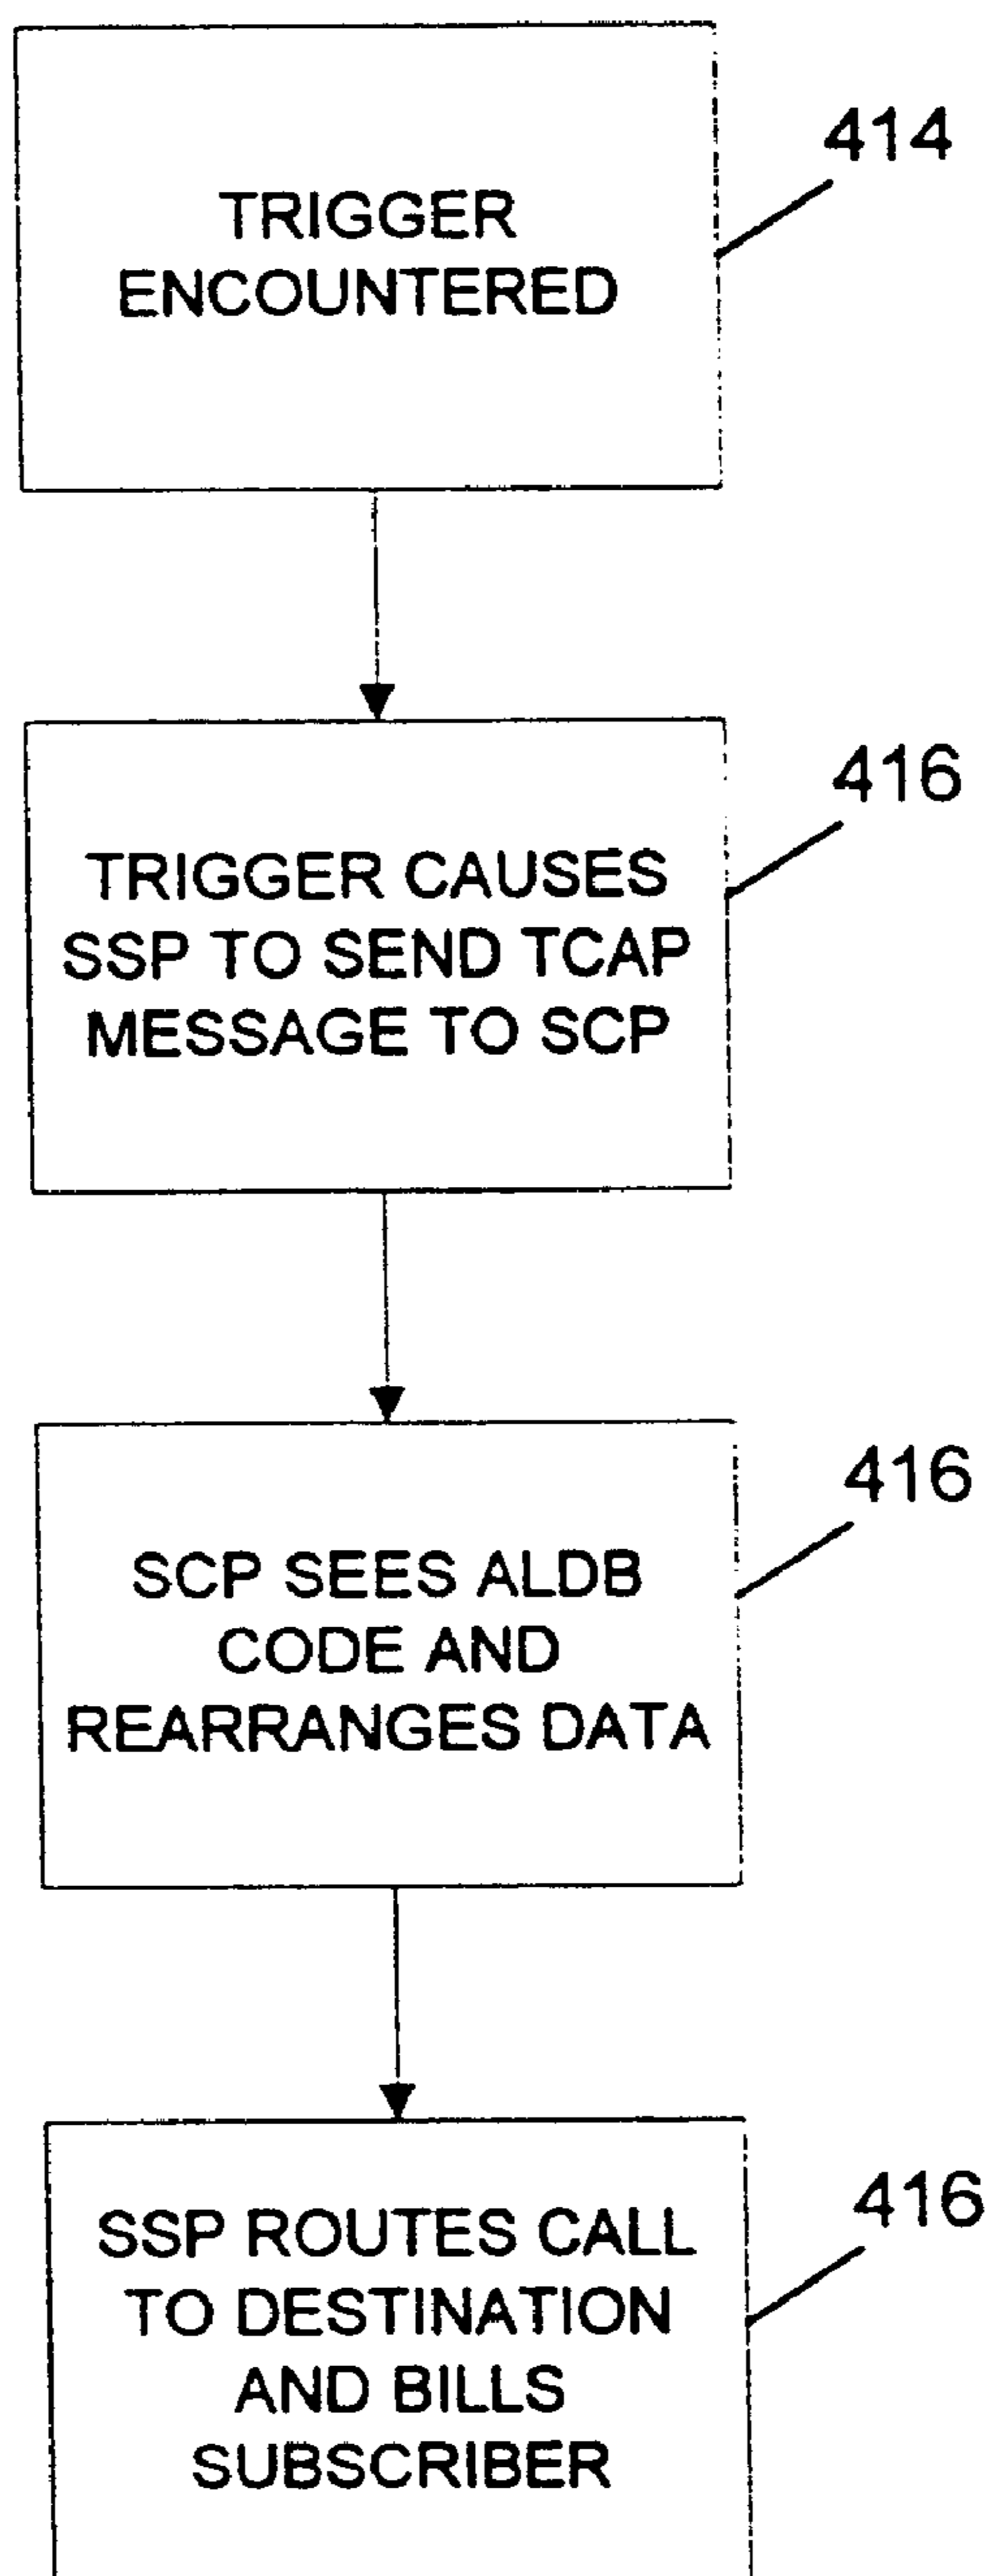 TRIGGER
ENCOUNTERED
414
TRIGGER CAUSES
SSP TO SEND TCAP
MESSAGE TO SCP
416
SCP SEES ALDB
CODE AND
REARRANGES DATA
416
SSP ROUTES CALL
TO DESTINATION
AND BILLS
SUBSCRIBER
416